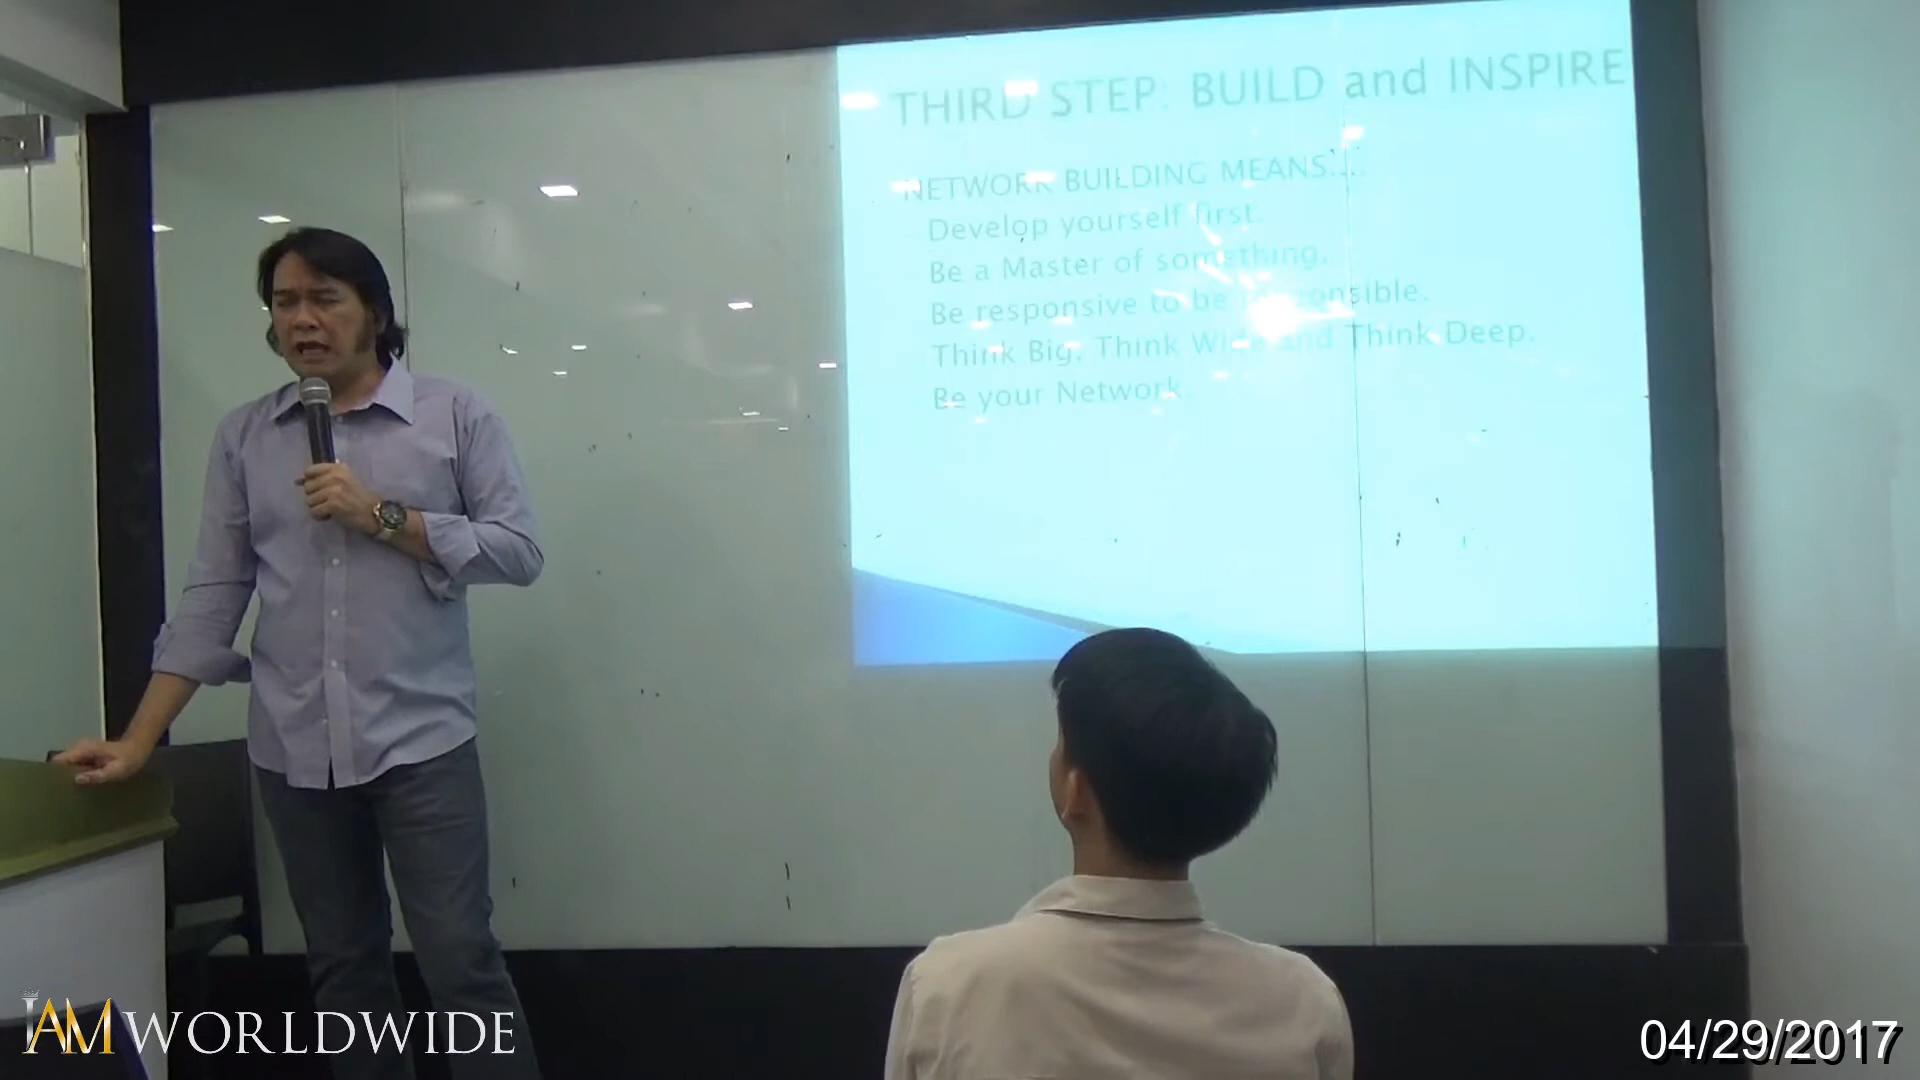 THIRD STEP: BUILD and INSPIRE
NETWORK BUILDING MEANS....
Develop yourself first.
Be a Master of something.
Be responsive to be responsible.
Think Big, Think Wide and Think Deep.
Be your Network.
IAM WORLDWIDE
04/29/2017